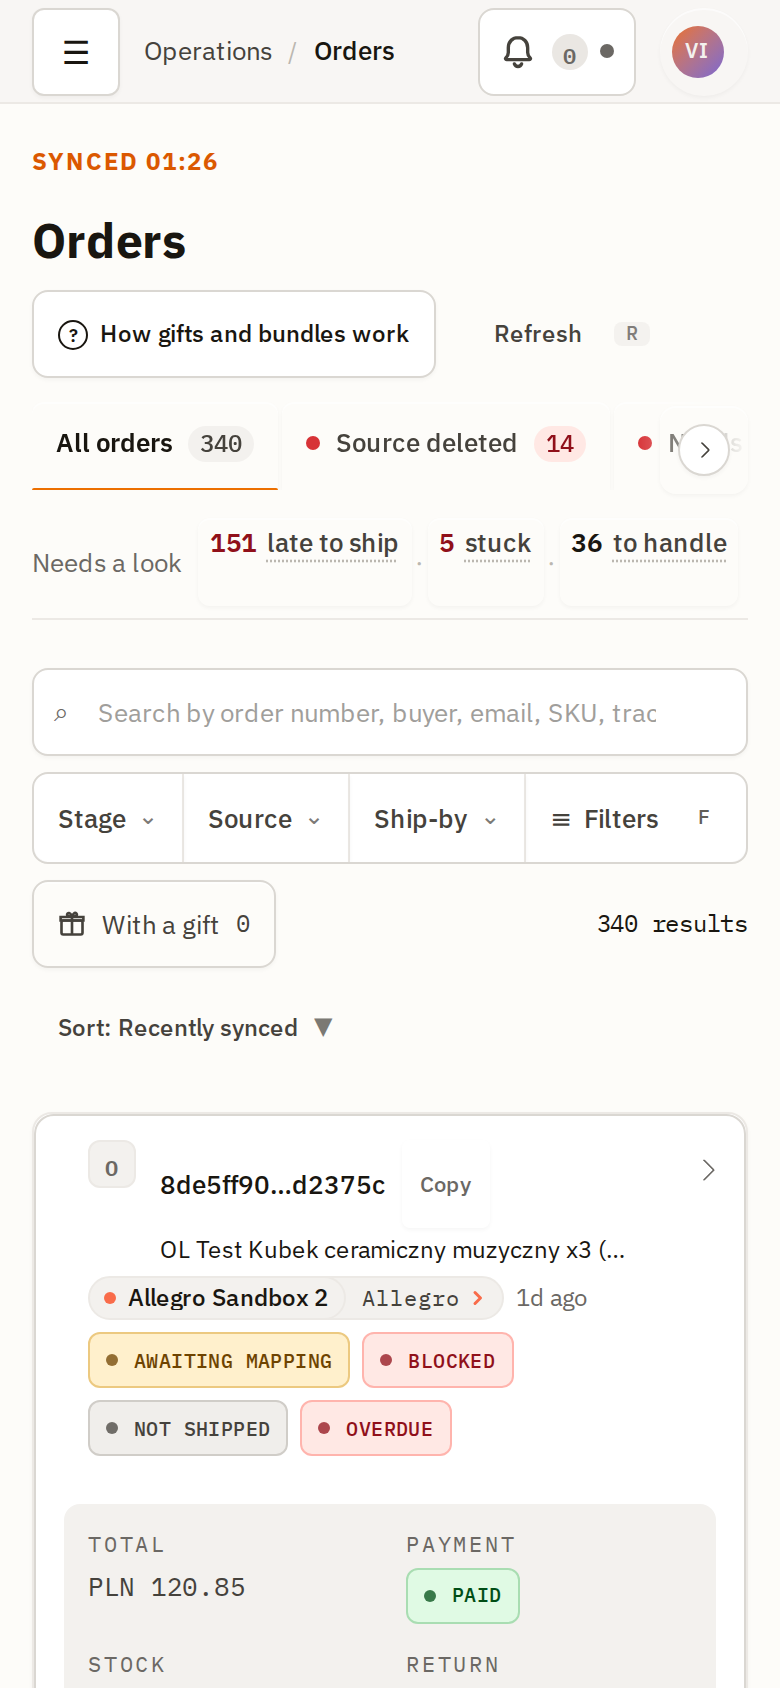 Operations / Orders
0
VI
SYNCED 01:26
Orders
? How gifts and bundles work
Refresh R
All orders 340
Source deleted 14
Needs a look 151 late to ship · 5 stuck · 36 to handle
Search by order number, buyer, email, SKU, trac
Stage Source Ship-by Filters F
With a gift 0
340 results
Sort: Recently synced ▼
O
8de5ff90…d2375c Copy
OL Test Kubek ceramiczny muzyczny x3 (…
Allegro Sandbox 2 Allegro 1d ago
AWAITING MAPPING BLOCKED
NOT SHIPPED OVERDUE
TOTAL PAYMENT
PLN 120.85 PAID
STOCK RETURN